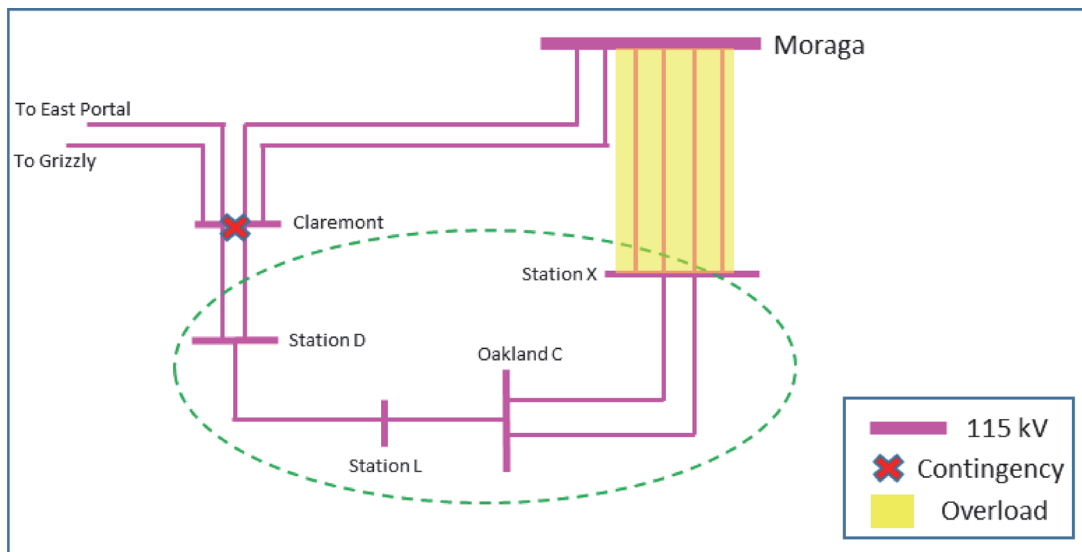 Moraga
To East Portal
To Grizzly
Claremont
Station X
Station D
Oakland C
Station L
115 kV
Contingency
Overload